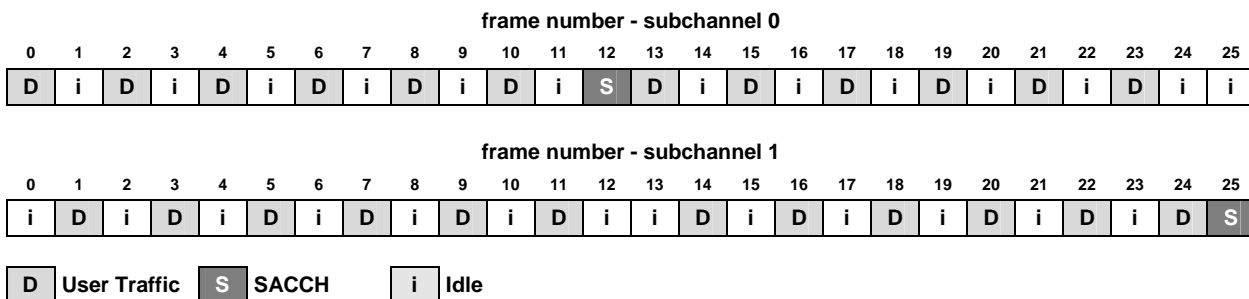 frame number - subchannel 0
0 1 2 3 4 5 6 7 8 9 10 11 12 13 14 15 16 17 18 19 20 21 22 23 24 25
D i D i D i D i D i D i S D i D i D i D i D i D i i
frame number - subchannel 1
0 1 2 3 4 5 6 7 8 9 10 11 12 13 14 15 16 17 18 19 20 21 22 23 24 25
i D i D i D i D i D i D i i D i D i D i D i D i D S
D User Traffic S SACCH i Idle